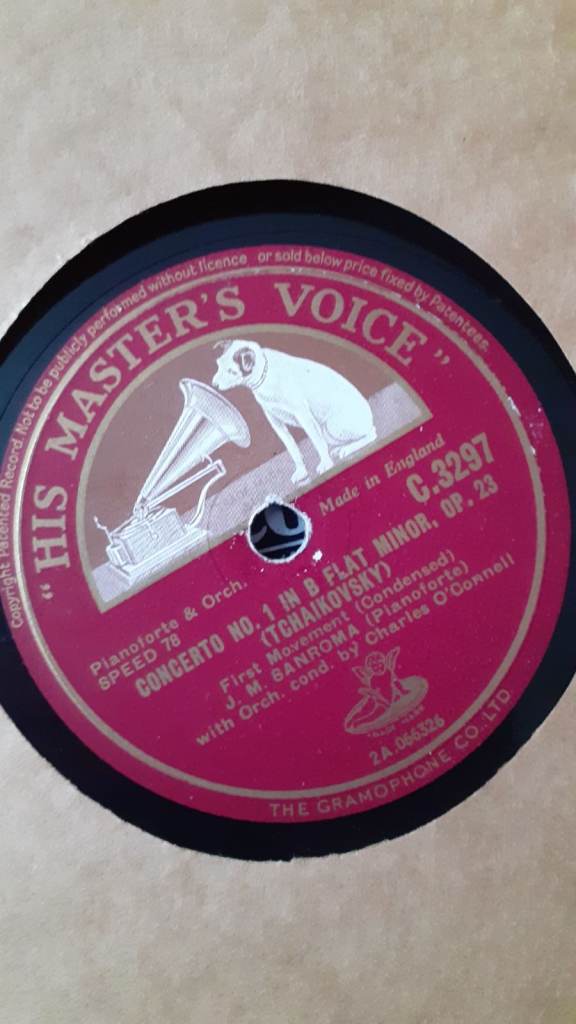 Copyright Patented Record. Not to be publicly performed without licence or sold below price fixed by Patentees.
"HIS MASTER'S VOICE"
Made in England
C.3297
Pianoforte & Orch.
SPEED 78
CONCERTO NO. 1 IN B FLAT MINOR, OP. 23
(TCHAIKOVSKY)
First Movement (Condensed)
J. M. SANROMA (Pianoforte)
with Orch. cond. by Charles O'Connell
TRADE MARK
2A.066326
THE GRAMOPHONE CO. LTD